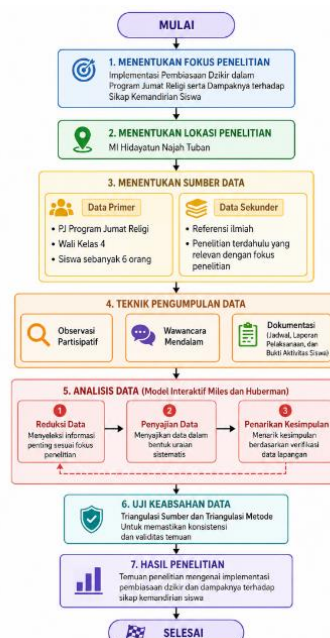 MULAI
1. MENENTUKAN FOKUS PENELITIAN
Implementasi Pembiasaan Dzikir dalam
Program Jumat Religi serta Dampaknya terhadap
Sikap Kemandirian Siswa
2. MENENTUKAN LOKASI PENELITIAN
MI Hidayatun Najah Tuban
3. MENENTUKAN SUMBER DATA
Data Primer
• PJ Program Jumat Religi
• Wali Kelas 4
• Siswa sebanyak 6 orang
Data Sekunder
• Referensi ilmiah
• Penelitian terdahulu yang
relevan dengan fokus
penelitian
4. TEKNIK PENGUMPULAN DATA
Observasi
Partisipatif
Wawancara
Mendalam
Dokumentasi
(Jadwal, Laporan
Pelaksanaan, dan
Bukti Aktivitas Siswa)
5. ANALISIS DATA (Model Interaktif Miles dan Huberman)
1
Reduksi Data
Menyeleksi informasi
penting sesuai fokus
penelitian
2
Penyajian Data
Menyajikan data dalam
bentuk uraian
sistematis
3
Penarikan Kesimpulan
Menarik kesimpulan
berdasarkan verifikasi
data lapangan
6. UJI KEABSAHAN DATA
Triangulasi Sumber dan Triangulasi Metode
Untuk memastikan konsistensi
dan validitas temuan
7. HASIL PENELITIAN
Temuan penelitian mengenai implementasi
pembiasaan dzikir dan dampaknya terhadap
sikap kemandirian siswa
SELESAI